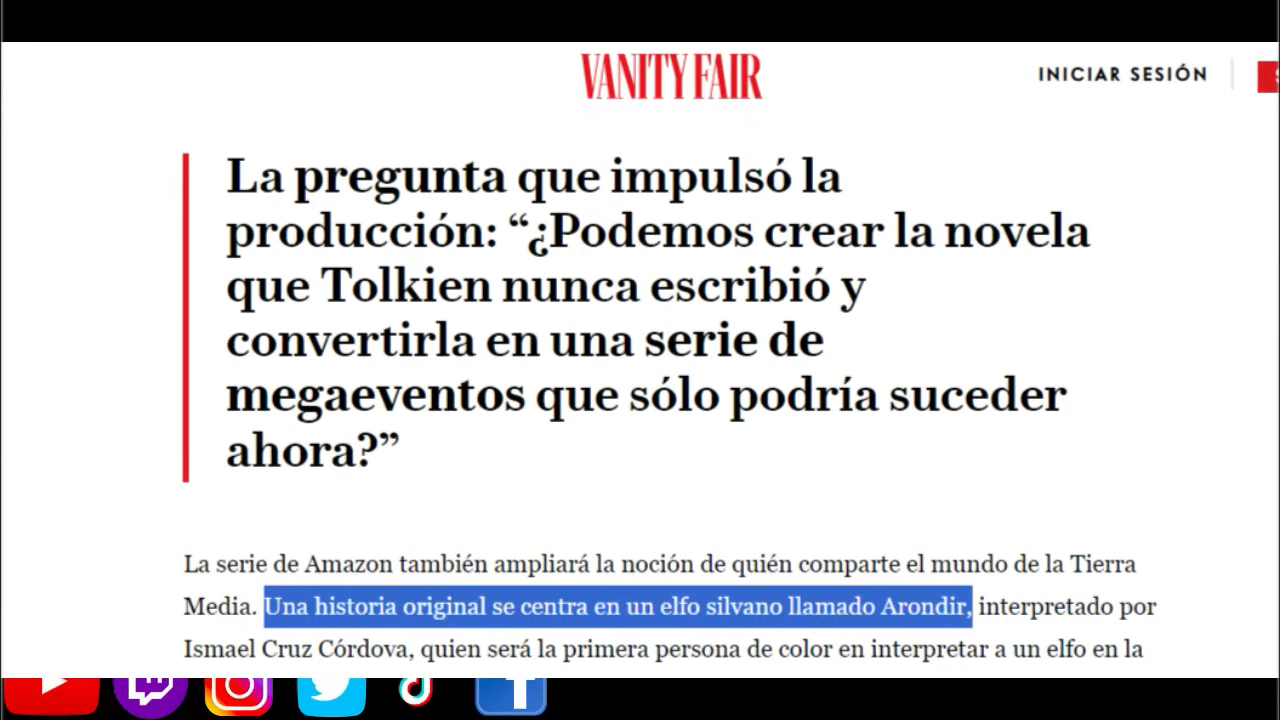 VANITY FAIR
INICIAR SESIÓN
La pregunta que impulsó la
producción: “¿Podemos crear la novela
que Tolkien nunca escribió y
convertirla en una serie de
megaeventos que sólo podría suceder
ahora?”
La serie de Amazon también ampliará la noción de quién comparte el mundo de la Tierra
Media. Una historia original se centra en un elfo silvano llamado Arondir, interpretado por
Ismael Cruz Córdova, quien será la primera persona de color en interpretar a un elfo en la